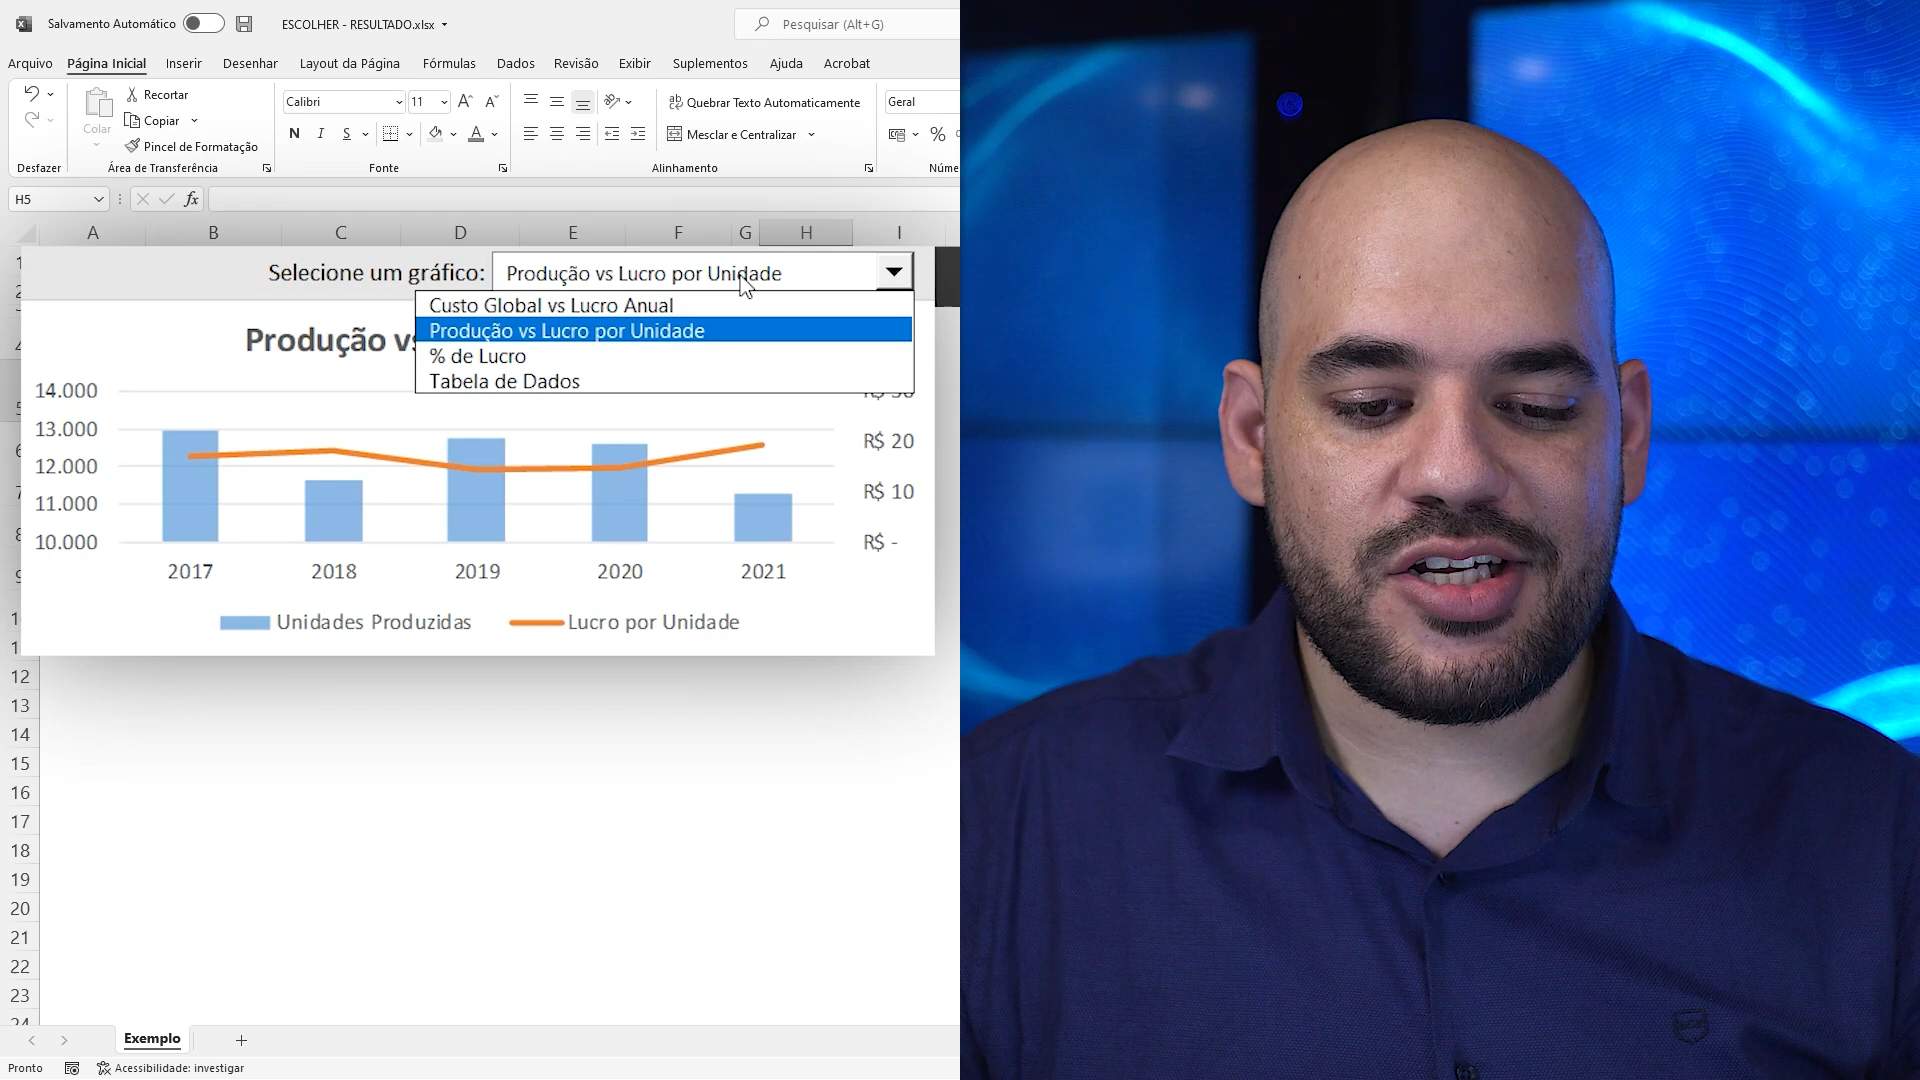 Salvamento Automático
ESCOLHER - RESULTADO.xlsx
Pesquisar (Alt+G)
Arquivo Página Inicial Inserir Desenhar Layout da Página Fórmulas Dados Revisão Exibir Suplementos Ajuda Acrobat
Colar
Recortar
Copiar
Pincel de Formatação
Calibri 11
N I S
Quebrar Texto Automaticamente
Mesclar e Centralizar
Geral
%
Desfazer Área de Transferência Fonte Alinhamento Núme
H5 fx
A B C D E F G H I
Selecione um gráfico: Produção vs Lucro por Unidade
Custo Global vs Lucro Anual
Produção vs Lucro por Unidade
% de Lucro
Tabela de Dados
Produção vs
14.000
13.000
12.000
11.000
10.000
R$ 30
R$ 20
R$ 10
R$ -
2017 2018 2019 2020 2021
Unidades Produzidas Lucro por Unidade
12
13
14
15
16
17
18
19
20
21
22
23
24
Exemplo
Pronto
Acessibilidade: investigar